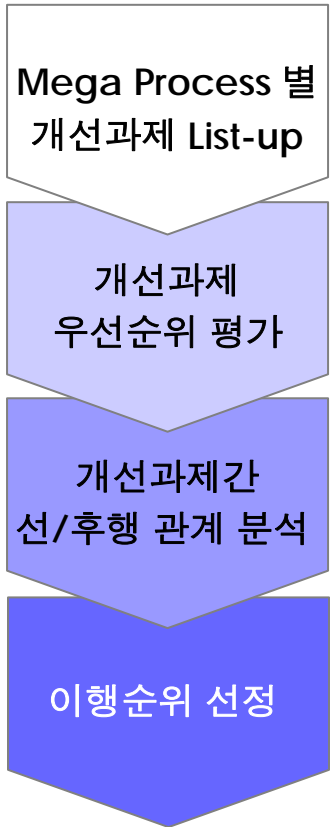 Mega Process 별
개선과제 List-up
개선과제
우선순위 평가
개선과제간
선/후행 관계 분석
이행순위 선정